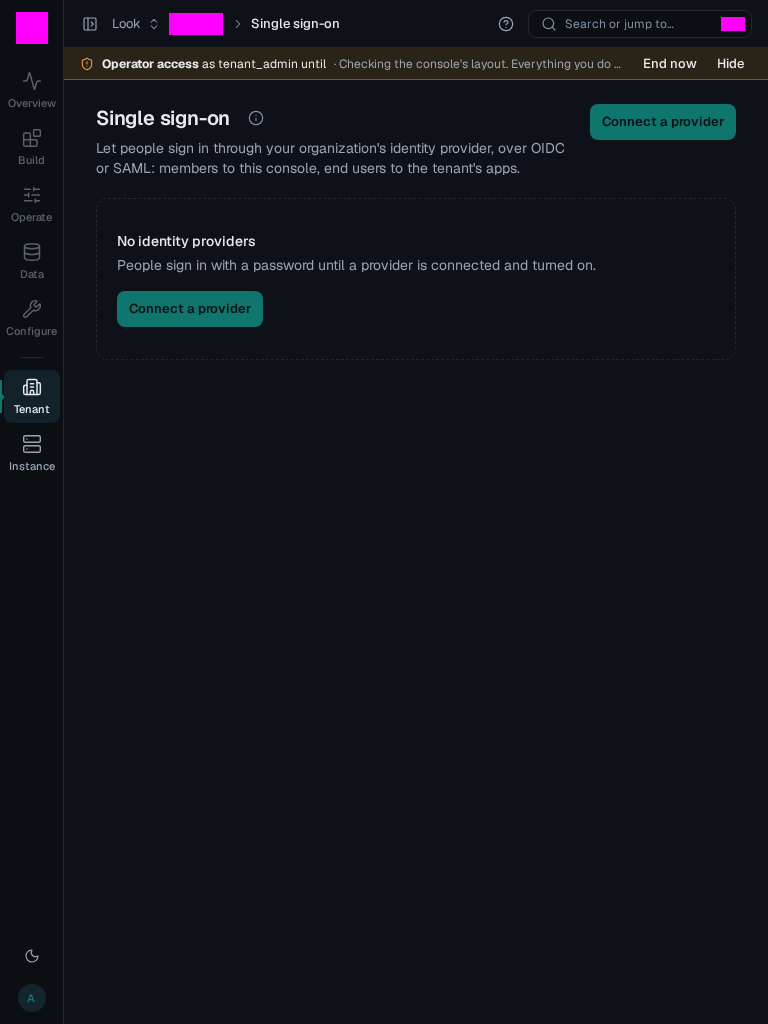 Look
Single sign-on
Search or jump to…
Operator access as tenant_admin until · Checking the console's layout. Everything you do …
End now
Hide
Overview
Build
Operate
Data
Configure
Tenant
Instance
A
Single sign-on
Connect a provider
Let people sign in through your organization's identity provider, over OIDC
or SAML: members to this console, end users to the tenant's apps.
No identity providers
People sign in with a password until a provider is connected and turned on.
Connect a provider